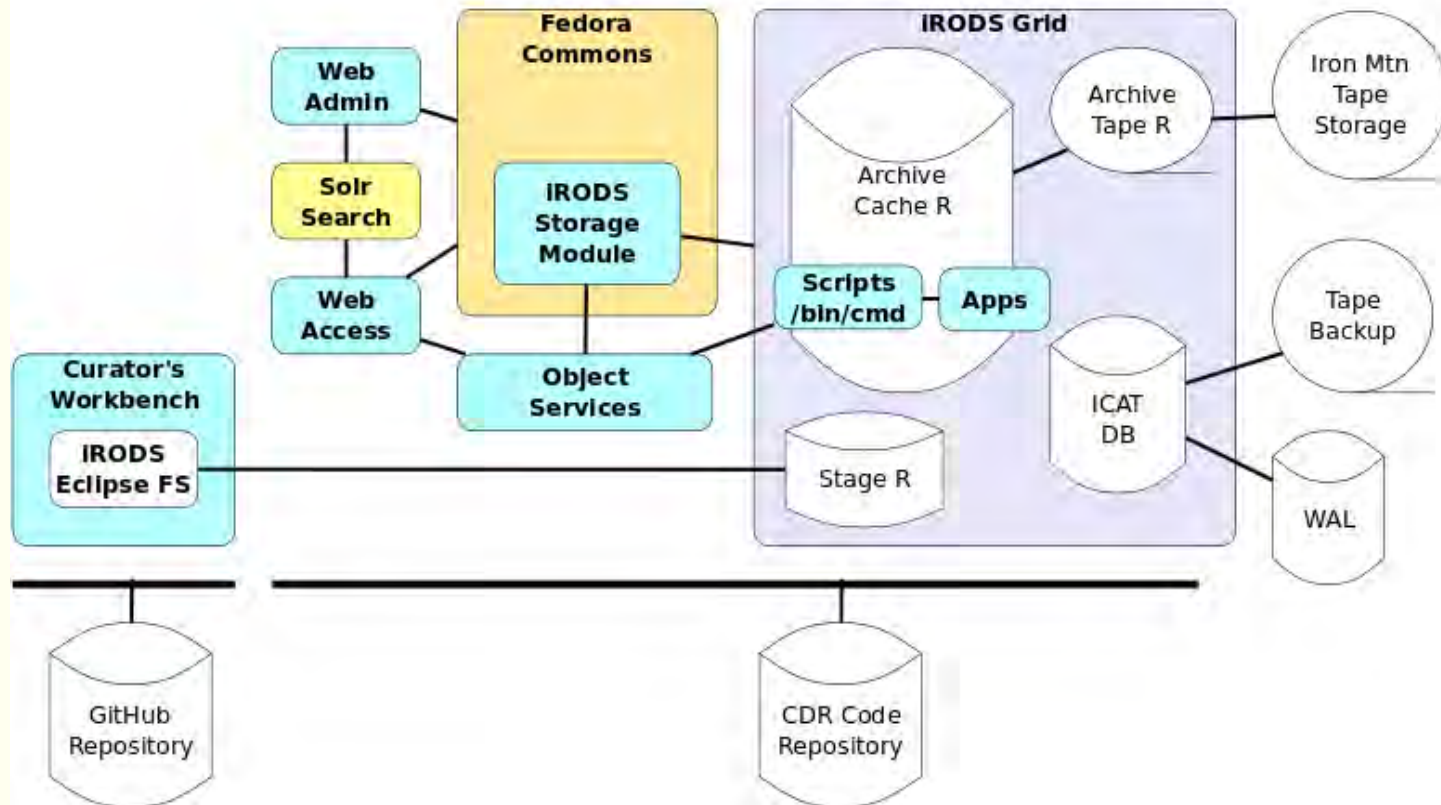 Fedora
Commons
iRODS Grid
Web
Admin
Archive
Tape R
Iron Mtn
Tape
Storage
Solr
Search
iRODS
Storage
Module
Archive
Cache R
Web
Access
Scripts
/bin/cmd
Apps
Tape
Backup
Curator's
Workbench
Object
Services
ICAT
DB
iRODS
Eclipse FS
Stage R
WAL
GitHub
Repository
CDR Code
Repository